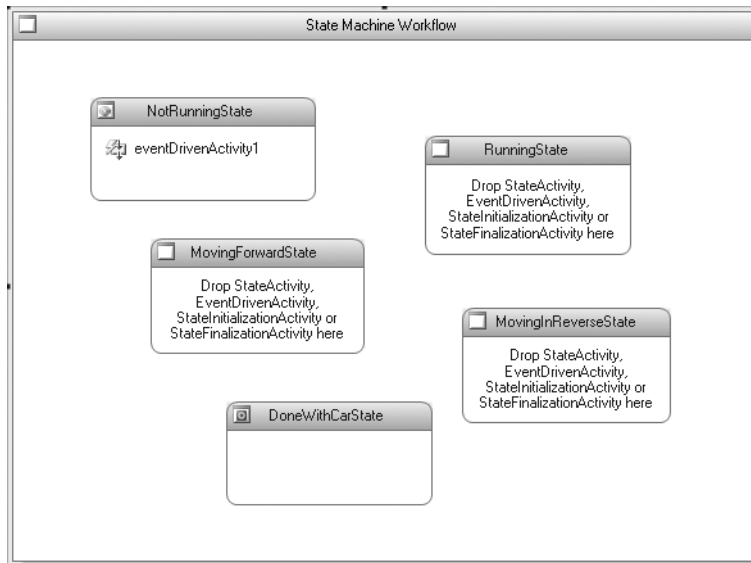 State Machine Workflow
NotRunningState
eventDrivenActivity1
RunningState
Drop StateActivity,
EventDrivenActivity,
StateInitializationActivity or
StateFinalizationActivity here
MovingForwardState
Drop StateActivity,
EventDrivenActivity,
StateInitializationActivity or
StateFinalizationActivity here
MovingInReverseState
Drop StateActivity,
EventDrivenActivity,
StateInitializationActivity or
StateFinalizationActivity here
DoneWithCarState